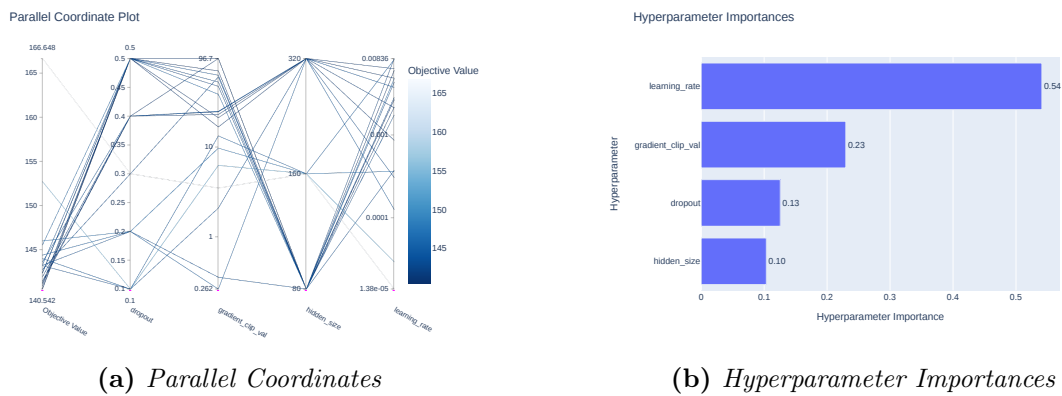 Parallel Coordinate Plot
166.648
165
160
155
150
145
140.542
Objective Value
0.5
0.5
0.45
0.4
0.35
0.3
0.25
0.2
0.15
0.1
0.1
dropout
96.7
10
1
0.262
gradient_clip_val
320
160
80
hidden_size
0.00836
0.001
0.0001
1.38e-05
learning_rate
Objective Value
165
160
155
150
145
(a) Parallel Coordinates
Hyperparameter Importances
Hyperparameter
learning_rate
0.54
gradient_clip_val
0.23
dropout
0.13
hidden_size
0.10
0 0.1 0.2 0.3 0.4 0.5
Hyperparameter Importance
(b) Hyperparameter Importances